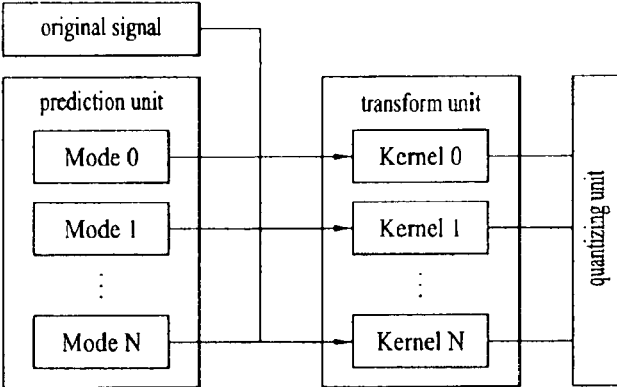 original signal
prediction unit
Mode 0
Mode 1
Mode N
transform unit
Kernel 0
Kernel 1
Kernel N
quantizing unit